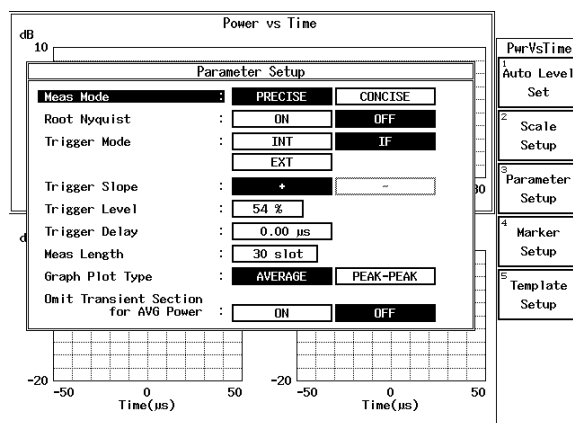 Power vs Time
dB
10
PwrVsTime
Parameter Setup
Meas Mode : PRECISE CONCISE
Root Nyquist : ON OFF
Trigger Mode : INT IF
EXT
Trigger Slope : + -
30
Trigger Level : 54 %
Trigger Delay : 0.00 µs
d
Meas Length : 30 slot
Graph Plot Type : AVERAGE PEAK-PEAK
Omit Transient Section
for AVG Power : ON OFF
-20
-50 0 50
Time(µs)
-20
-50 0 50
Time(µs)
1
Auto Level
Set
2
Scale
Setup
3
Parameter
Setup
4
Marker
Setup
5
Template
Setup